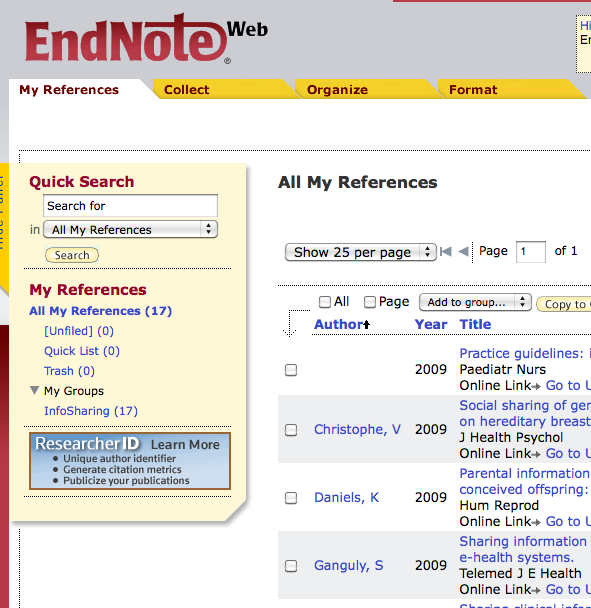 EndNote Web
®
Hi
En
My References
Collect
Organize
Format
Quick Search
Search for
in All My References
Search
My References
All My References (17)
[Unfiled] (0)
Quick List (0)
Trash (0)
My Groups
InfoSharing (17)
ResearcherID Learn More
• Unique author identifier
• Generate citation metrics
• Publicize your publications
All My References
Show 25 per page Page 1 of 1
All Page Add to group... Copy to
Author Year Title
2009 Practice guidelines: i
Paediatr Nurs
Online Link Go to U
Christophe, V 2009 Social sharing of gen
on hereditary breast
J Health Psychol
Online Link Go to U
Daniels, K 2009 Parental information
conceived offspring:
Hum Reprod
Online Link Go to U
Ganguly, S 2009 Sharing information
e-health systems.
Telemed J E Health
Online Link Go to U